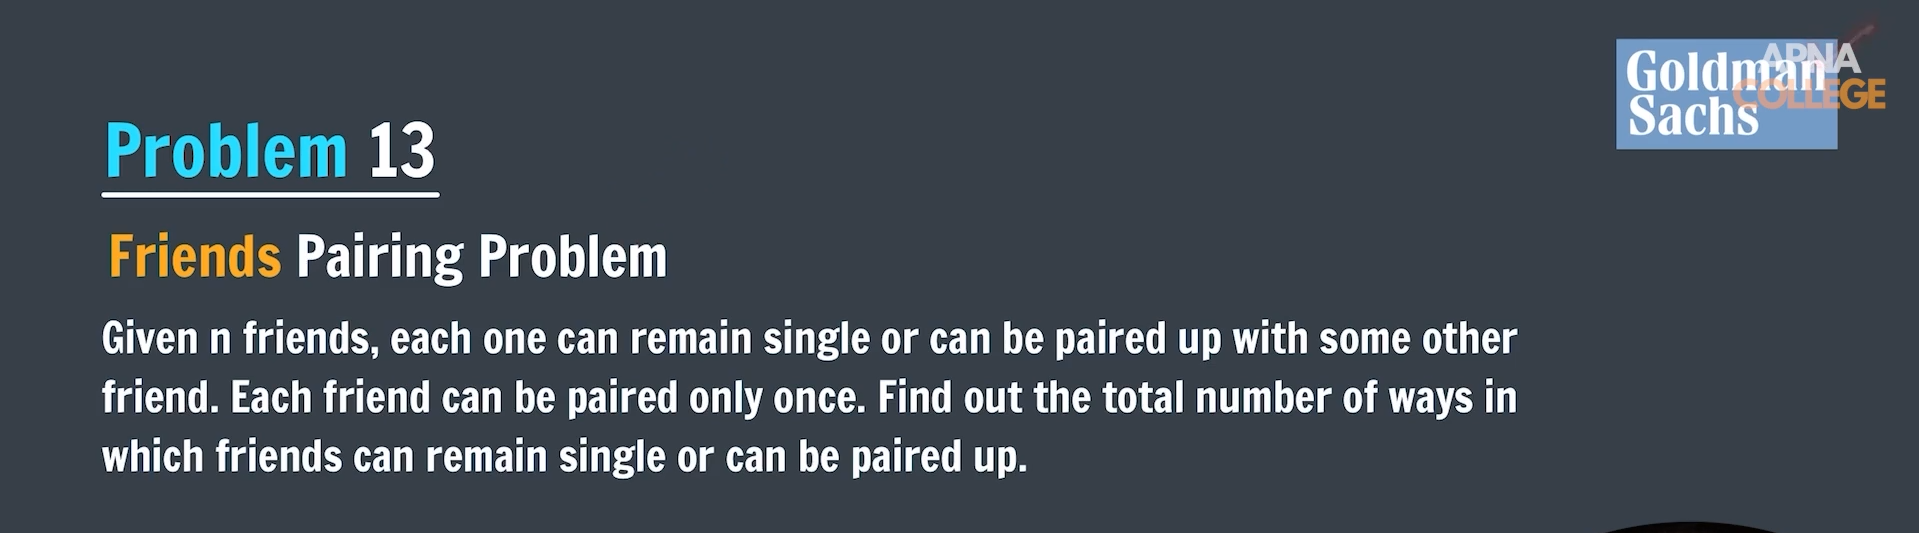 Goldman
Sachs
APNA
COLLEGE
Problem 13
Friends Pairing Problem
Given n friends, each one can remain single or can be paired up with some other
friend. Each friend can be paired only once. Find out the total number of ways in
which friends can remain single or can be paired up.